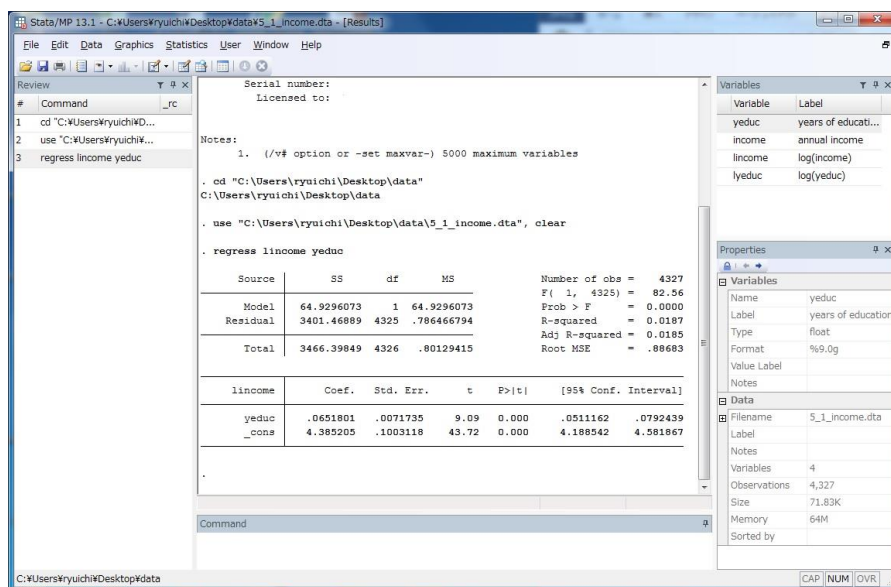 Stata/MP 13.1 - C:¥Users¥ryuichi¥Desktop¥data¥5_1_income.dta - [Results]
File Edit Data Graphics Statistics User Window Help
Review
# Command _rc
1 cd "C:¥Users¥ryuichi¥D...
2 use "C:¥Users¥ryuichi¥...
3 regress lincome yeduc
Serial number:
Licensed to:
Notes:
1. (/v# option or -set maxvar-) 5000 maximum variables
. cd "C:\Users\ryuichi\Desktop\data"
C:\Users\ryuichi\Desktop\data
. use "C:\Users\ryuichi\Desktop\data\5_1_income.dta", clear
. regress lincome yeduc
Source SS df MS Number of obs = 4327
F( 1, 4325) = 82.56
Model 64.9296073 1 64.9296073 Prob > F = 0.0000
Residual 3401.46889 4325 .786466794 R-squared = 0.0187
Adj R-squared = 0.0185
Total 3466.39849 4326 .80129415 Root MSE = .88683
lincome Coef. Std. Err. t P>|t| [95% Conf. Interval]
yeduc .0651801 .0071735 9.09 0.000 .0511162 .0792439
_cons 4.385205 .1003118 43.72 0.000 4.188542 4.581867
.
Command
Variables
Variable Label
yeduc years of educati...
income annual income
lincome log(income)
lyeduc log(yeduc)
Properties
Variables
Name yeduc
Label years of education
Type float
Format %9.0g
Value Label
Notes
Data
Filename 5_1_income.dta
Label
Notes
Variables 4
Observations 4,327
Size 71.83K
Memory 64M
Sorted by
C:¥Users¥ryuichi¥Desktop¥data CAP NUM OVR